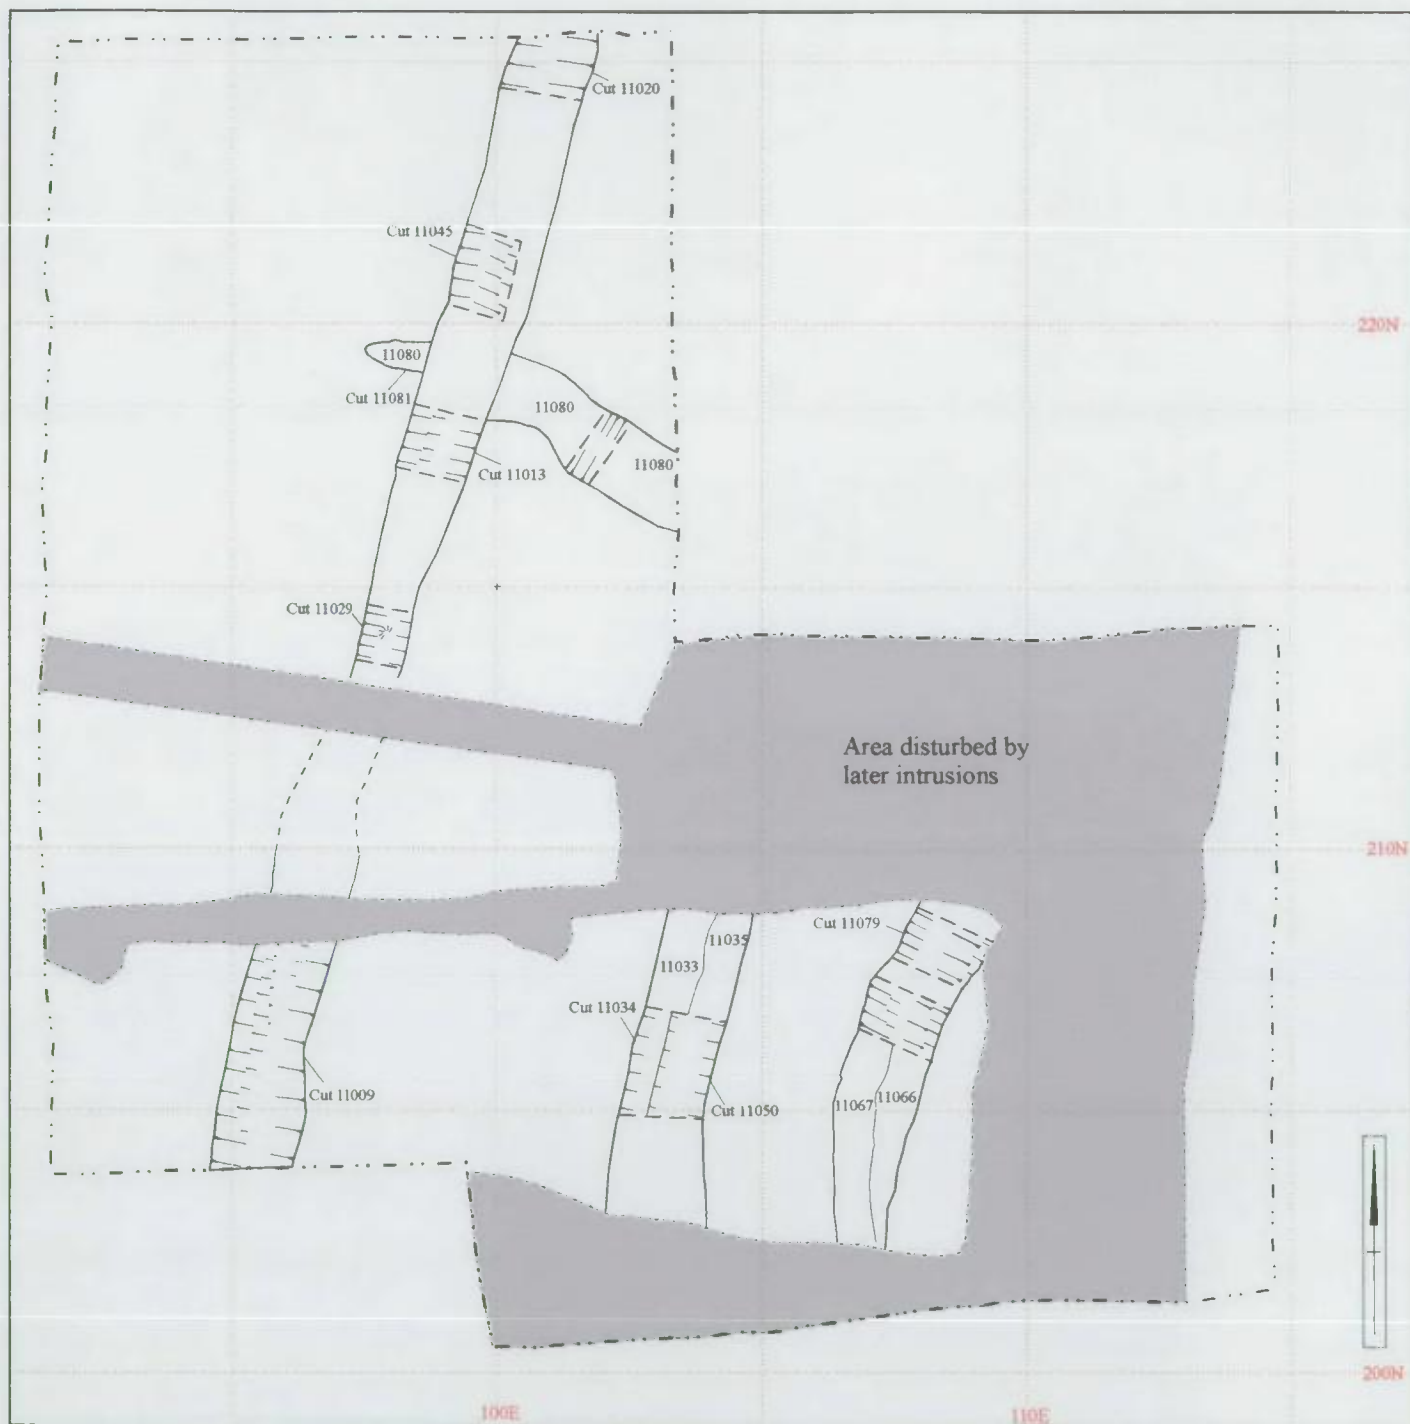 Cut 11020
Cut 11045
220N
11080
Cut 11081
11080
11080
Cut 11013
Cut 11029
Area disturbed by
later intrusions
210N
Cut 11079
11035
11033
Cut 11034
11067
11066
Cut 11050
Cut 11009
200N
100E
110E